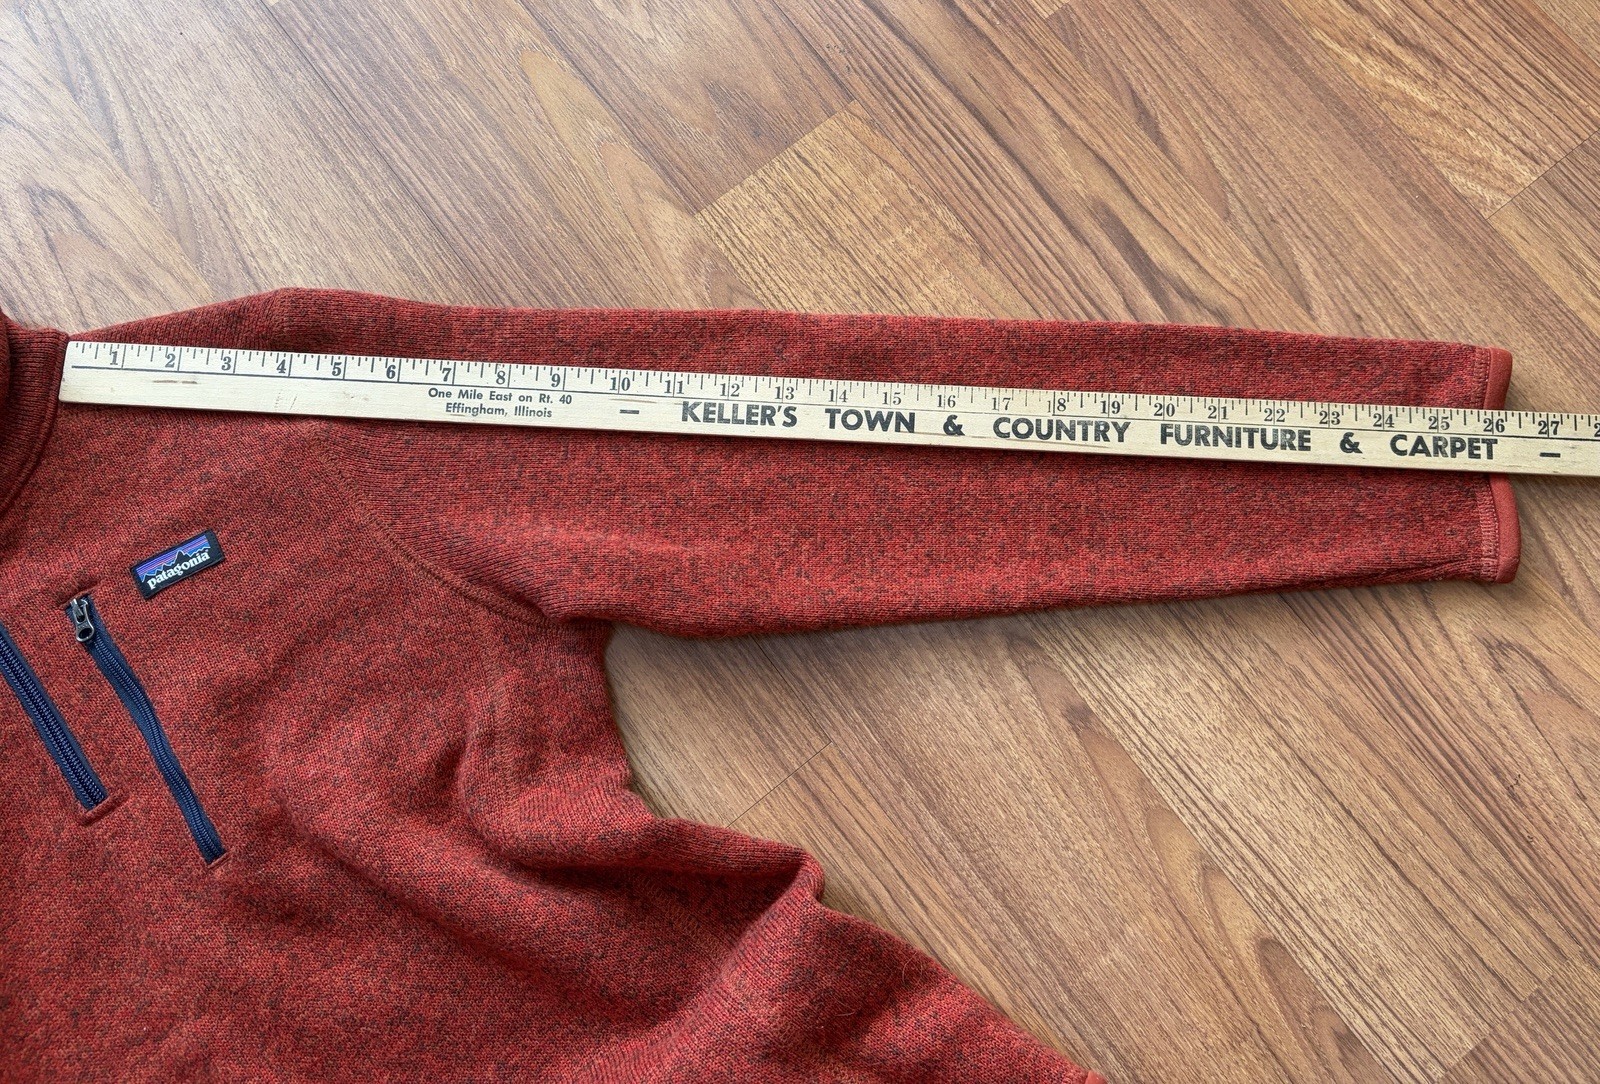 1 2 3 4 5 6 7 8 9 10 11 12 13 14 15 16 17 18 19 20 21 22 23 24 25 26 27
One Mile East on Rt. 40
Effingham, Illinois
— KELLER'S TOWN & COUNTRY FURNITURE & CARPET —
patagonia